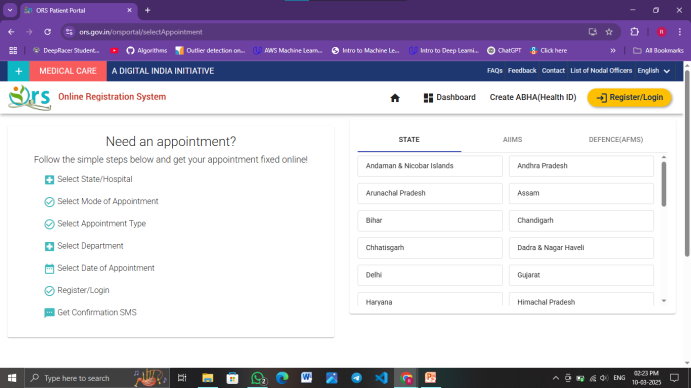 ORS Patient Portal
ors.gov.in/orsportal/selectAppointment
DeepRacer Student...
Algorithms
Outlier detection on...
AWS Machine Learn...
Intro to Machine Le...
Intro to Deep Learni...
ChatGPT
Click here
All Bookmarks
MEDICAL CARE
A DIGITAL INDIA INITIATIVE
FAQs Feedback Contact List of Nodal Officers English
Ors
Online Registration System
Dashboard
Create ABHA(Health ID)
Register/Login
Need an appointment?
Follow the simple steps below and get your appointment fixed online!
Select State/Hospital
Select Mode of Appointment
Select Appointment Type
Select Department
Select Date of Appointment
Register/Login
Get Confirmation SMS
STATE AIIMS DEFENCE(AFMS)
Andaman & Nicobar Islands Andhra Pradesh
Arunachal Pradesh Assam
Bihar Chandigarh
Chhatisgarh Dadra & Nagar Haveli
Delhi Gujarat
Haryana Himachal Pradesh
Type here to search
2
ENG
02:23 PM
10-03-2025